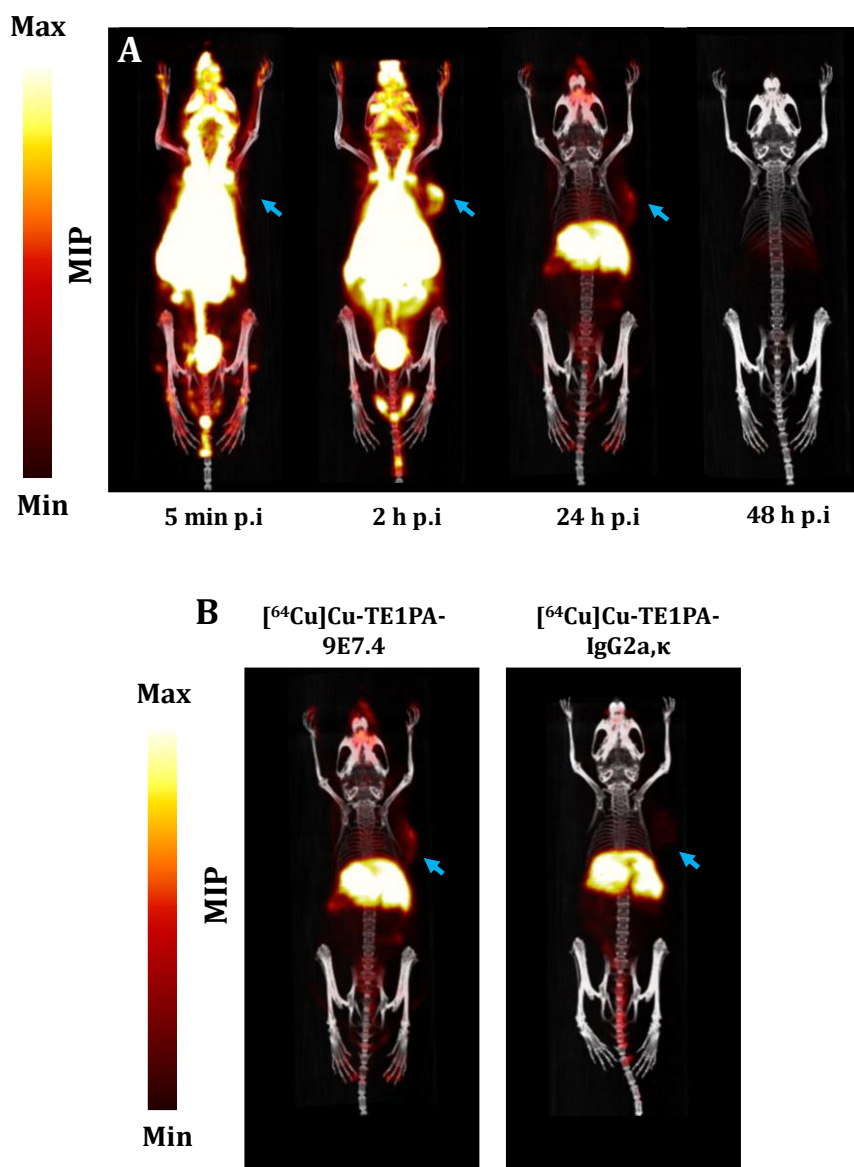 Max
A
MIP
Min
5 min p.i
2 h p.i
24 h p.i
48 h p.i
B
[⁶⁴Cu]Cu-TE1PA-
9E7.4
[⁶⁴Cu]Cu-TE1PA-
IgG2a,κ
Max
MIP
Min